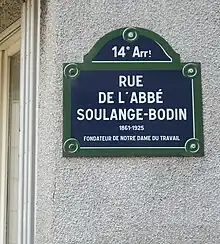 14e Arrt
RUE
DE L'ABBÉ
SOULANGE-BODIN
1861-1925
FONDATEUR DE NOTRE DAME DU TRAVAIL